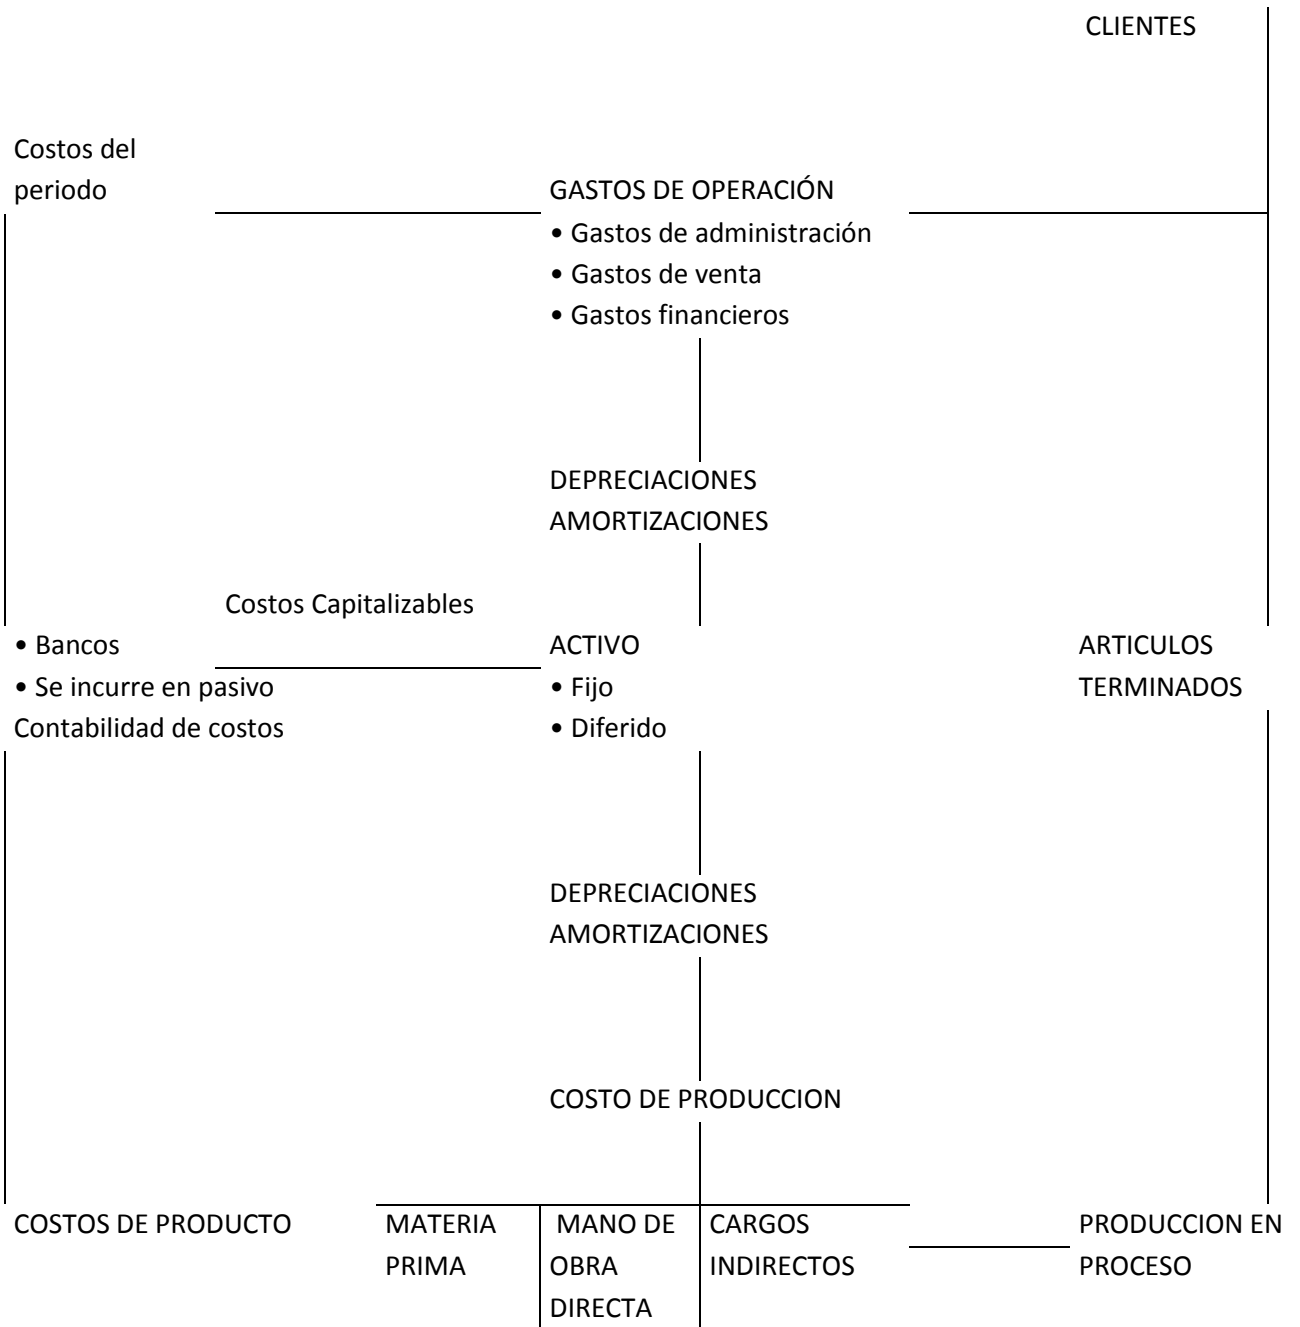 CLIENTES
Costos del
periodo
GASTOS DE OPERACIÓN
• Gastos de administración
• Gastos de venta
• Gastos financieros
DEPRECIACIONES
AMORTIZACIONES
Costos Capitalizables
• Bancos
• Se incurre en pasivo
Contabilidad de costos
ACTIVO
• Fijo
• Diferido
ARTICULOS
TERMINADOS
DEPRECIACIONES
AMORTIZACIONES
COSTO DE PRODUCCION
COSTOS DE PRODUCTO
MATERIA
PRIMA
MANO DE
OBRA
DIRECTA
CARGOS
INDIRECTOS
PRODUCCION EN
PROCESO